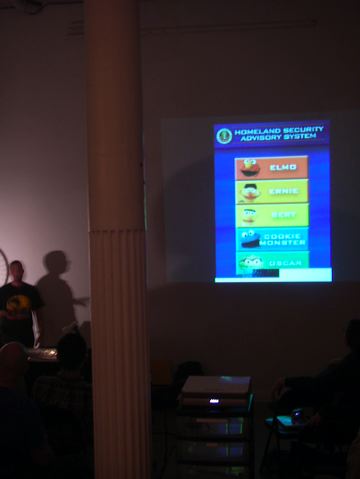 HOMELAND SECURITY
ADVISORY SYSTEM
ELMO
ERNIE
BERT
COOKIE
MONSTER
OSCAR